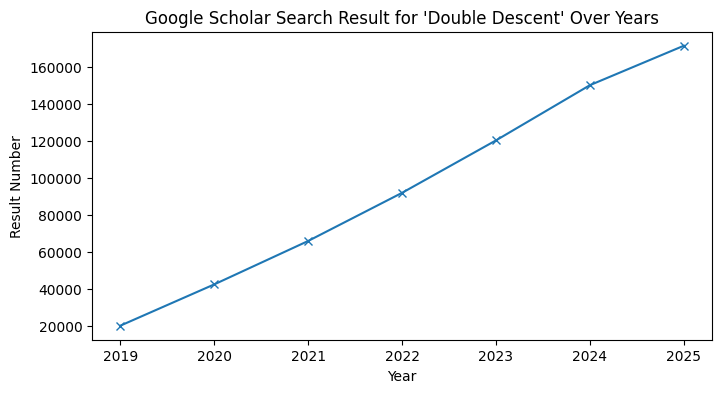 Google Scholar Search Result for 'Double Descent' Over Years
160000
140000
120000
100000
80000
60000
40000
20000
Result Number
2019 2020 2021 2022 2023 2024 2025
Year